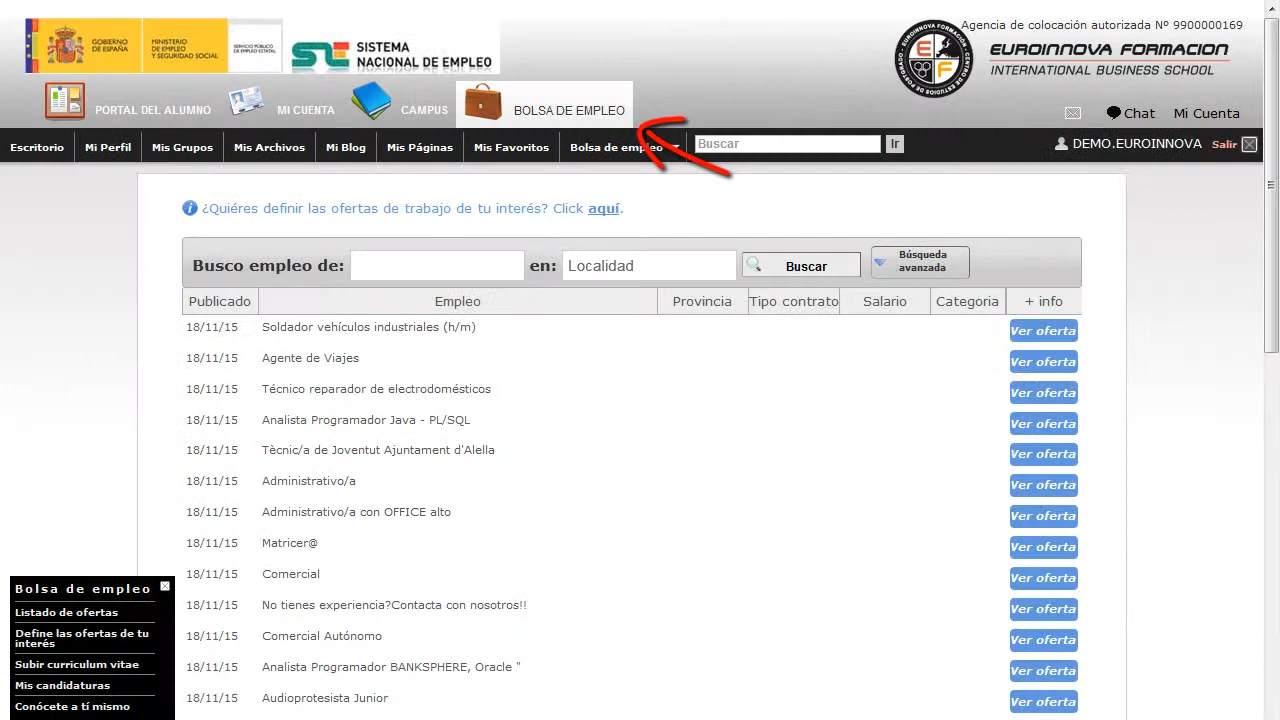 Agencia de colocación autorizada Nº 9900000169
GOBIERNO
DE ESPAÑA
MINISTERIO
DE EMPLEO
Y SEGURIDAD SOCIAL
SERVICIO PÚBLICO
DE EMPLEO ESTATAL
SISTEMA
NACIONAL DE EMPLEO
EUROINNOVA FORMACION
INTERNATIONAL BUSINESS SCHOOL
PORTAL DEL ALUMNO
MI CUENTA
CAMPUS
BOLSA DE EMPLEO
Chat
Mi Cuenta
Escritorio
Mi Perfil
Mis Grupos
Mis Archivos
Mi Blog
Mis Páginas
Mis Favoritos
Bolsa de empleo
Buscar
Ir
DEMO.EUROINNOVA
Salir
¿Quiéres definir las ofertas de trabajo de tu interés? Click aquí.
Busco empleo de:
en:
Localidad
Buscar
Búsqueda
avanzada
Publicado Empleo Provincia Tipo contrato Salario Categoria + info
18/11/15 Soldador vehículos industriales (h/m) Ver oferta
18/11/15 Agente de Viajes Ver oferta
18/11/15 Técnico reparador de electrodomésticos Ver oferta
18/11/15 Analista Programador Java - PL/SQL Ver oferta
18/11/15 Tècnic/a de Joventut Ajuntament d'Alella Ver oferta
18/11/15 Administrativo/a Ver oferta
18/11/15 Administrativo/a con OFFICE alto Ver oferta
18/11/15 Matricer@ Ver oferta
18/11/15 Comercial Ver oferta
18/11/15 No tienes experiencia?Contacta con nosotros!! Ver oferta
18/11/15 Comercial Autónomo Ver oferta
18/11/15 Analista Programador BANKSPHERE, Oracle " Ver oferta
18/11/15 Audioprotesista Junior Ver oferta
Bolsa de empleo
Listado de ofertas
Define las ofertas de tu
interés
Subir curriculum vitae
Mis candidaturas
Conócete a tí mismo